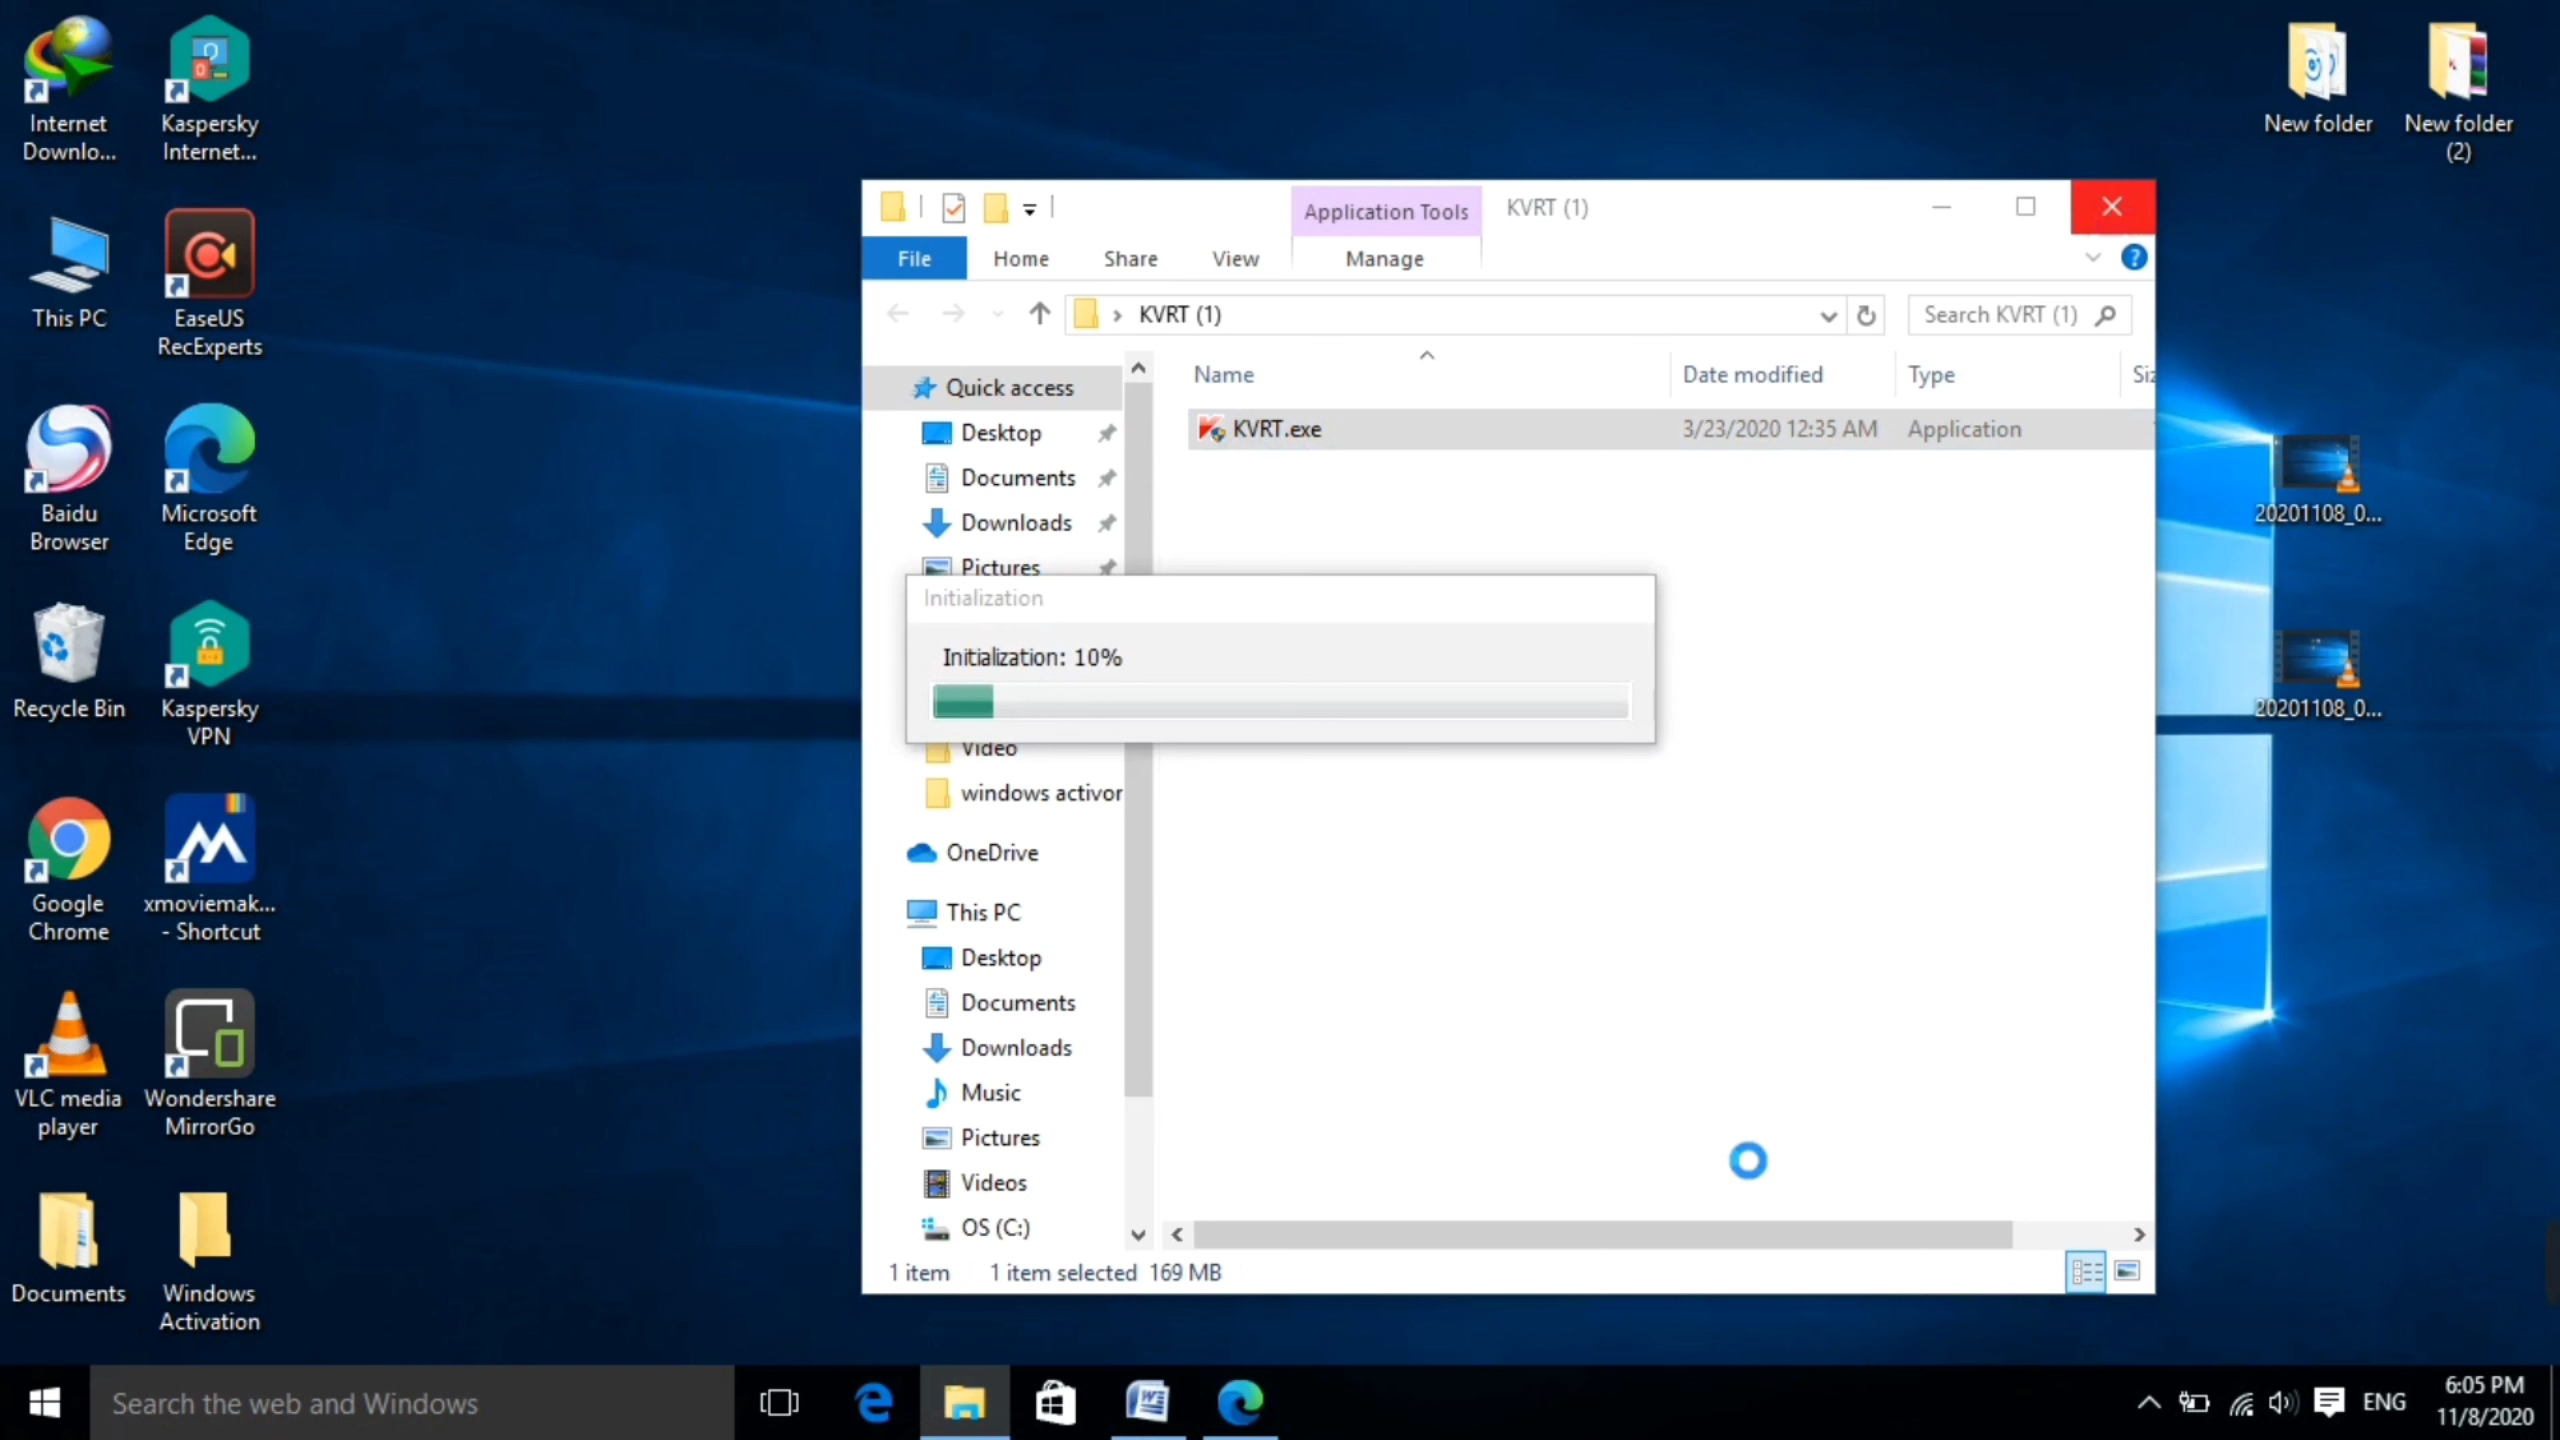 Internet
Downlo...
Kaspersky
Internet...
This PC
EaseUS
RecExperts
Baidu
Browser
Microsoft
Edge
Recycle Bin
Kaspersky
VPN
Google
Chrome
xmoviemak...
- Shortcut
VLC media
player
Wondershare
MirrorGo
Documents
Windows
Activation
New folder
New folder
(2)
20201108_0...
20201108_0...
Application Tools
KVRT (1)
File
Home
Share
View
Manage
KVRT (1)
Search KVRT (1)
Name
Date modified
Type
Siz
KVRT.exe
3/23/2020 12:35 AM
Application
Quick access
Desktop
Documents
Downloads
Pictures
Initialization
Initialization: 10%
Video
windows activor
OneDrive
This PC
Desktop
Documents
Downloads
Music
Pictures
Videos
OS (C:)
1 item
1 item selected 169 MB
Search the web and Windows
ENG
6:05 PM
11/8/2020